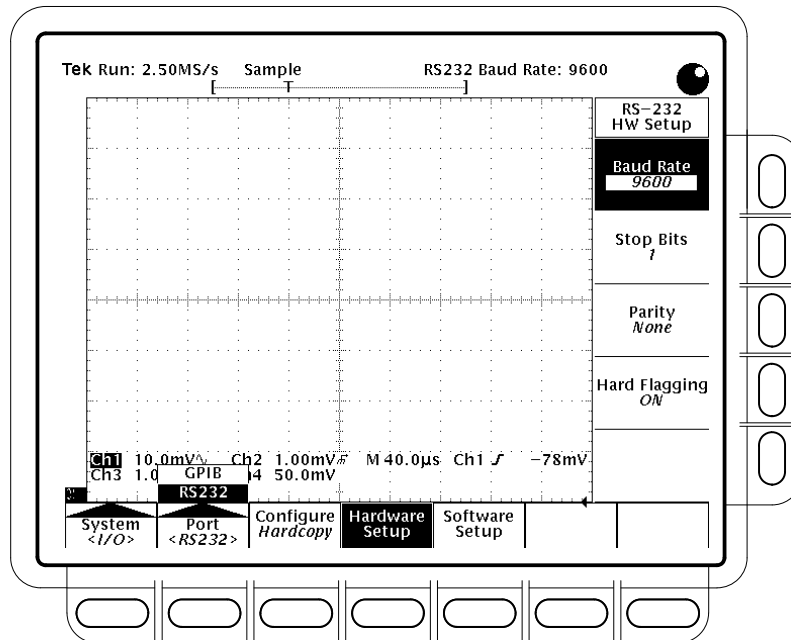 Tek Run: 2.50MS/s Sample RS232 Baud Rate: 9600
T
RS-232
HW Setup
Baud Rate
9600
Stop Bits
1
Parity
None
Hard Flagging
ON
Ch1 10.0mV Ch2 1.00mV M 40.0µs Ch1 -78mV
Ch3 1.0 4 50.0mV
GPIB
RS232
System
<I/O>
Port
<RS232>
Configure
Hardcopy
Hardware
Setup
Software
Setup